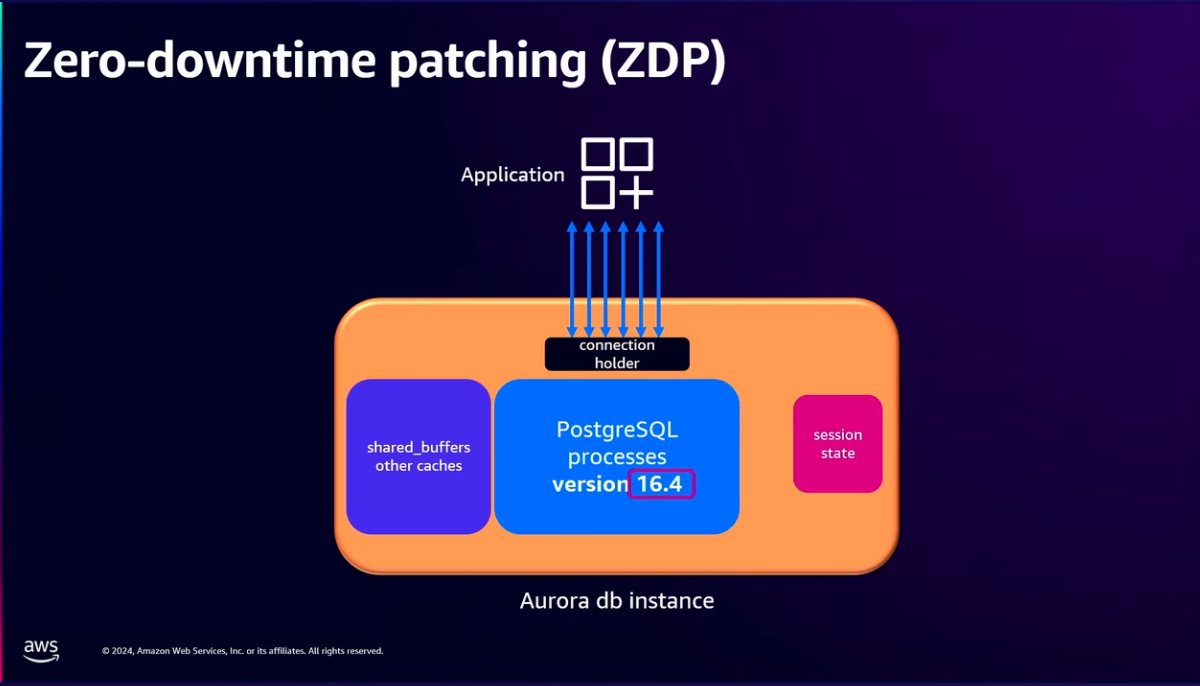 Zero-downtime patching (ZDP)
Application
connection
holder
shared_buffers
other caches
PostgreSQL
processes
version 16.4
session
state
Aurora db instance
aws
© 2024, Amazon Web Services, Inc. or its affiliates. All rights reserved.